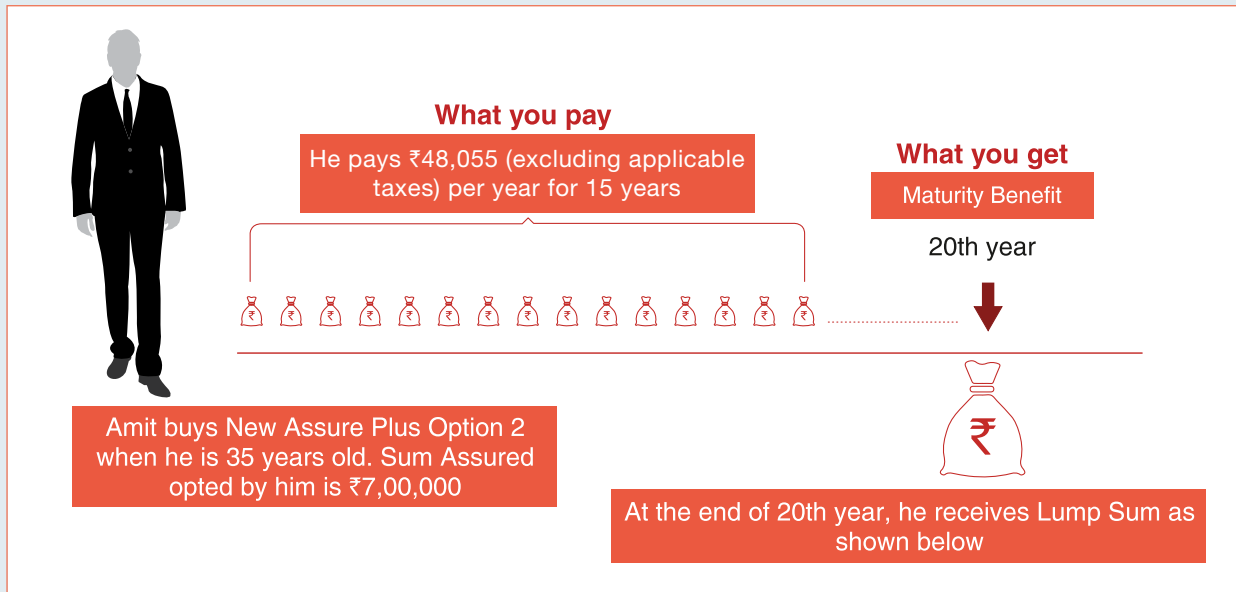 What you pay
He pays ₹48,055 (excluding applicable
taxes) per year for 15 years
What you get
Maturity Benefit
20th year
₹ ₹ ₹ ₹ ₹ ₹ ₹ ₹ ₹ ₹ ₹ ₹ ₹ ₹ ₹
₹
Amit buys New Assure Plus Option 2
when he is 35 years old. Sum Assured
opted by him is ₹7,00,000
At the end of 20th year, he receives Lump Sum as
shown below